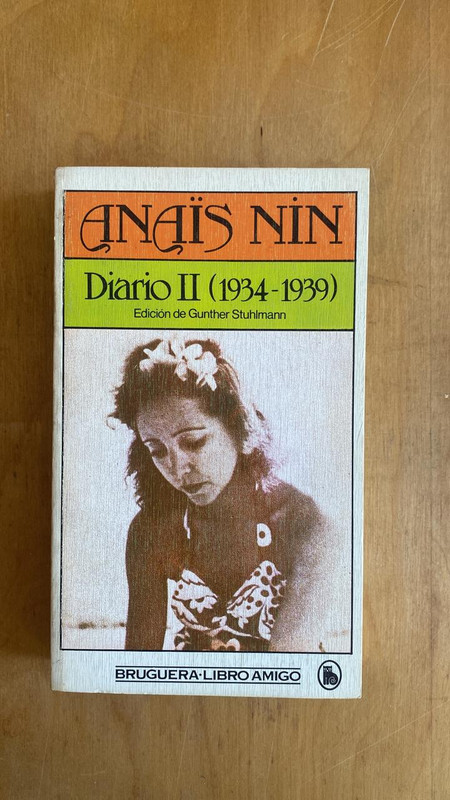 ANAÏS NIN
Diario II (1934-1939)
Edición de Gunther Stuhlmann
BRUGUERA·LIBRO AMIGO